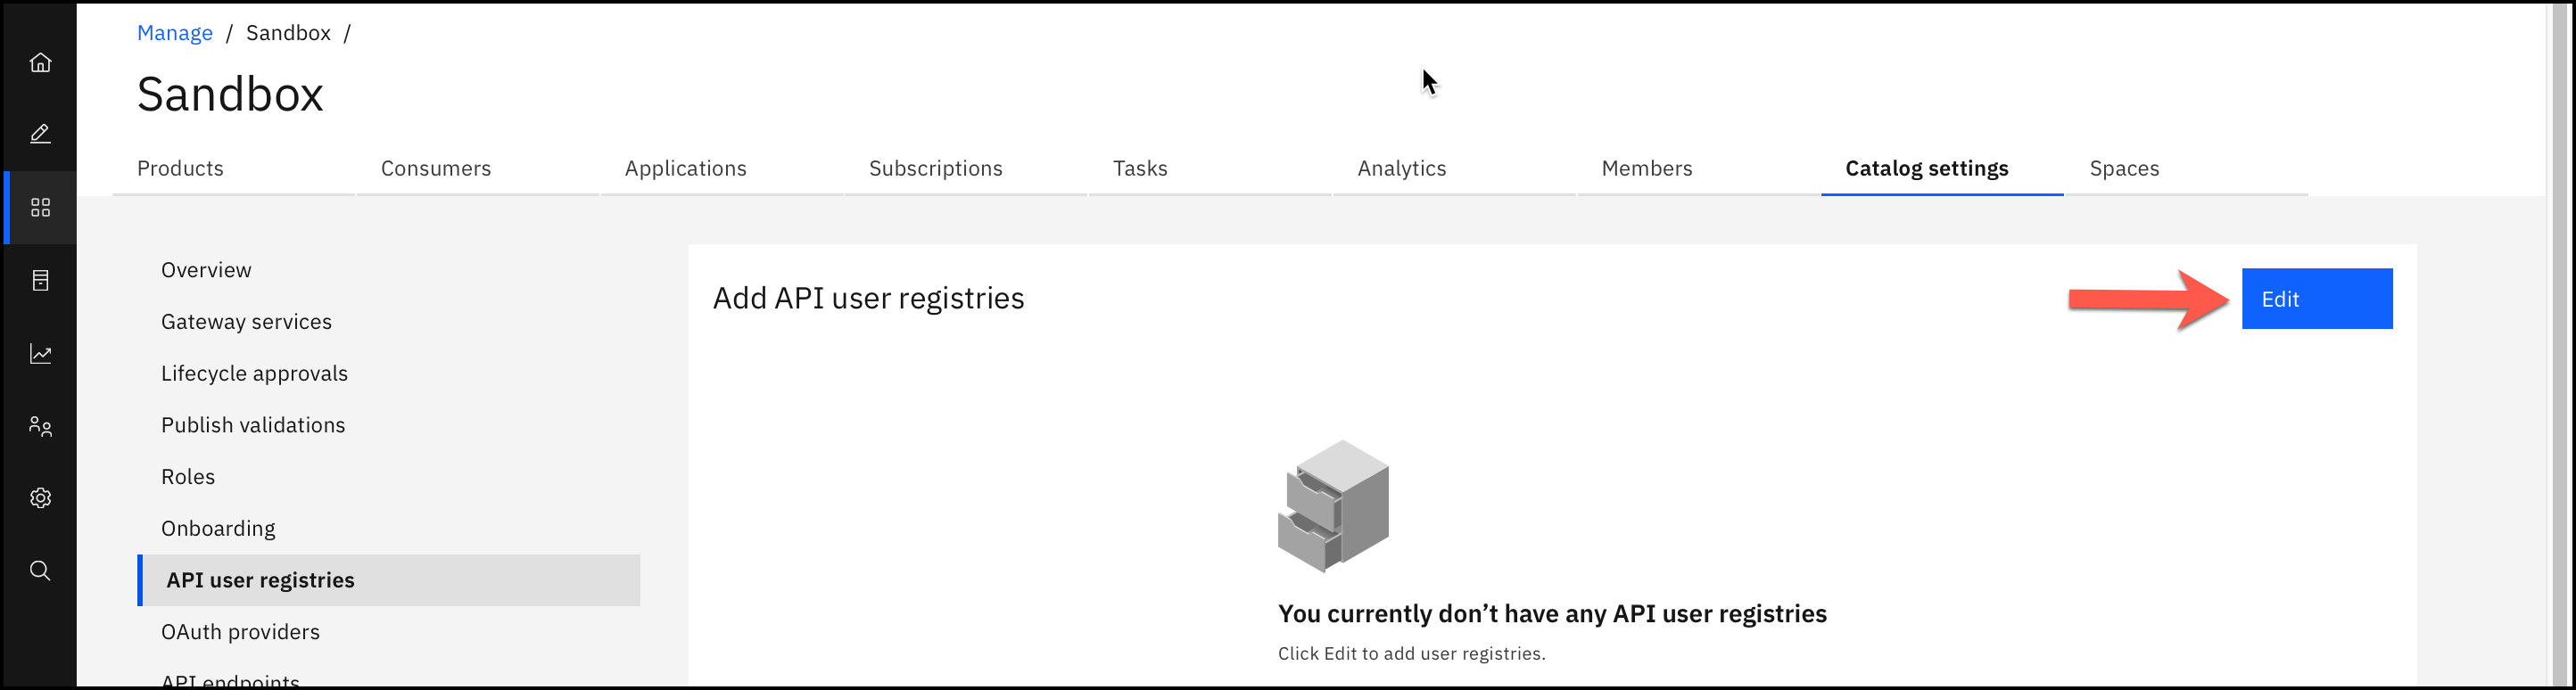 Manage / Sandbox /
Sandbox
Products Consumers Applications Subscriptions Tasks Analytics Members Catalog settings Spaces
Overview
Gateway services
Lifecycle approvals
Publish validations
Roles
Onboarding
API user registries
OAuth providers
API endpoints
Add API user registries
Edit
You currently don’t have any API user registries
Click Edit to add user registries.